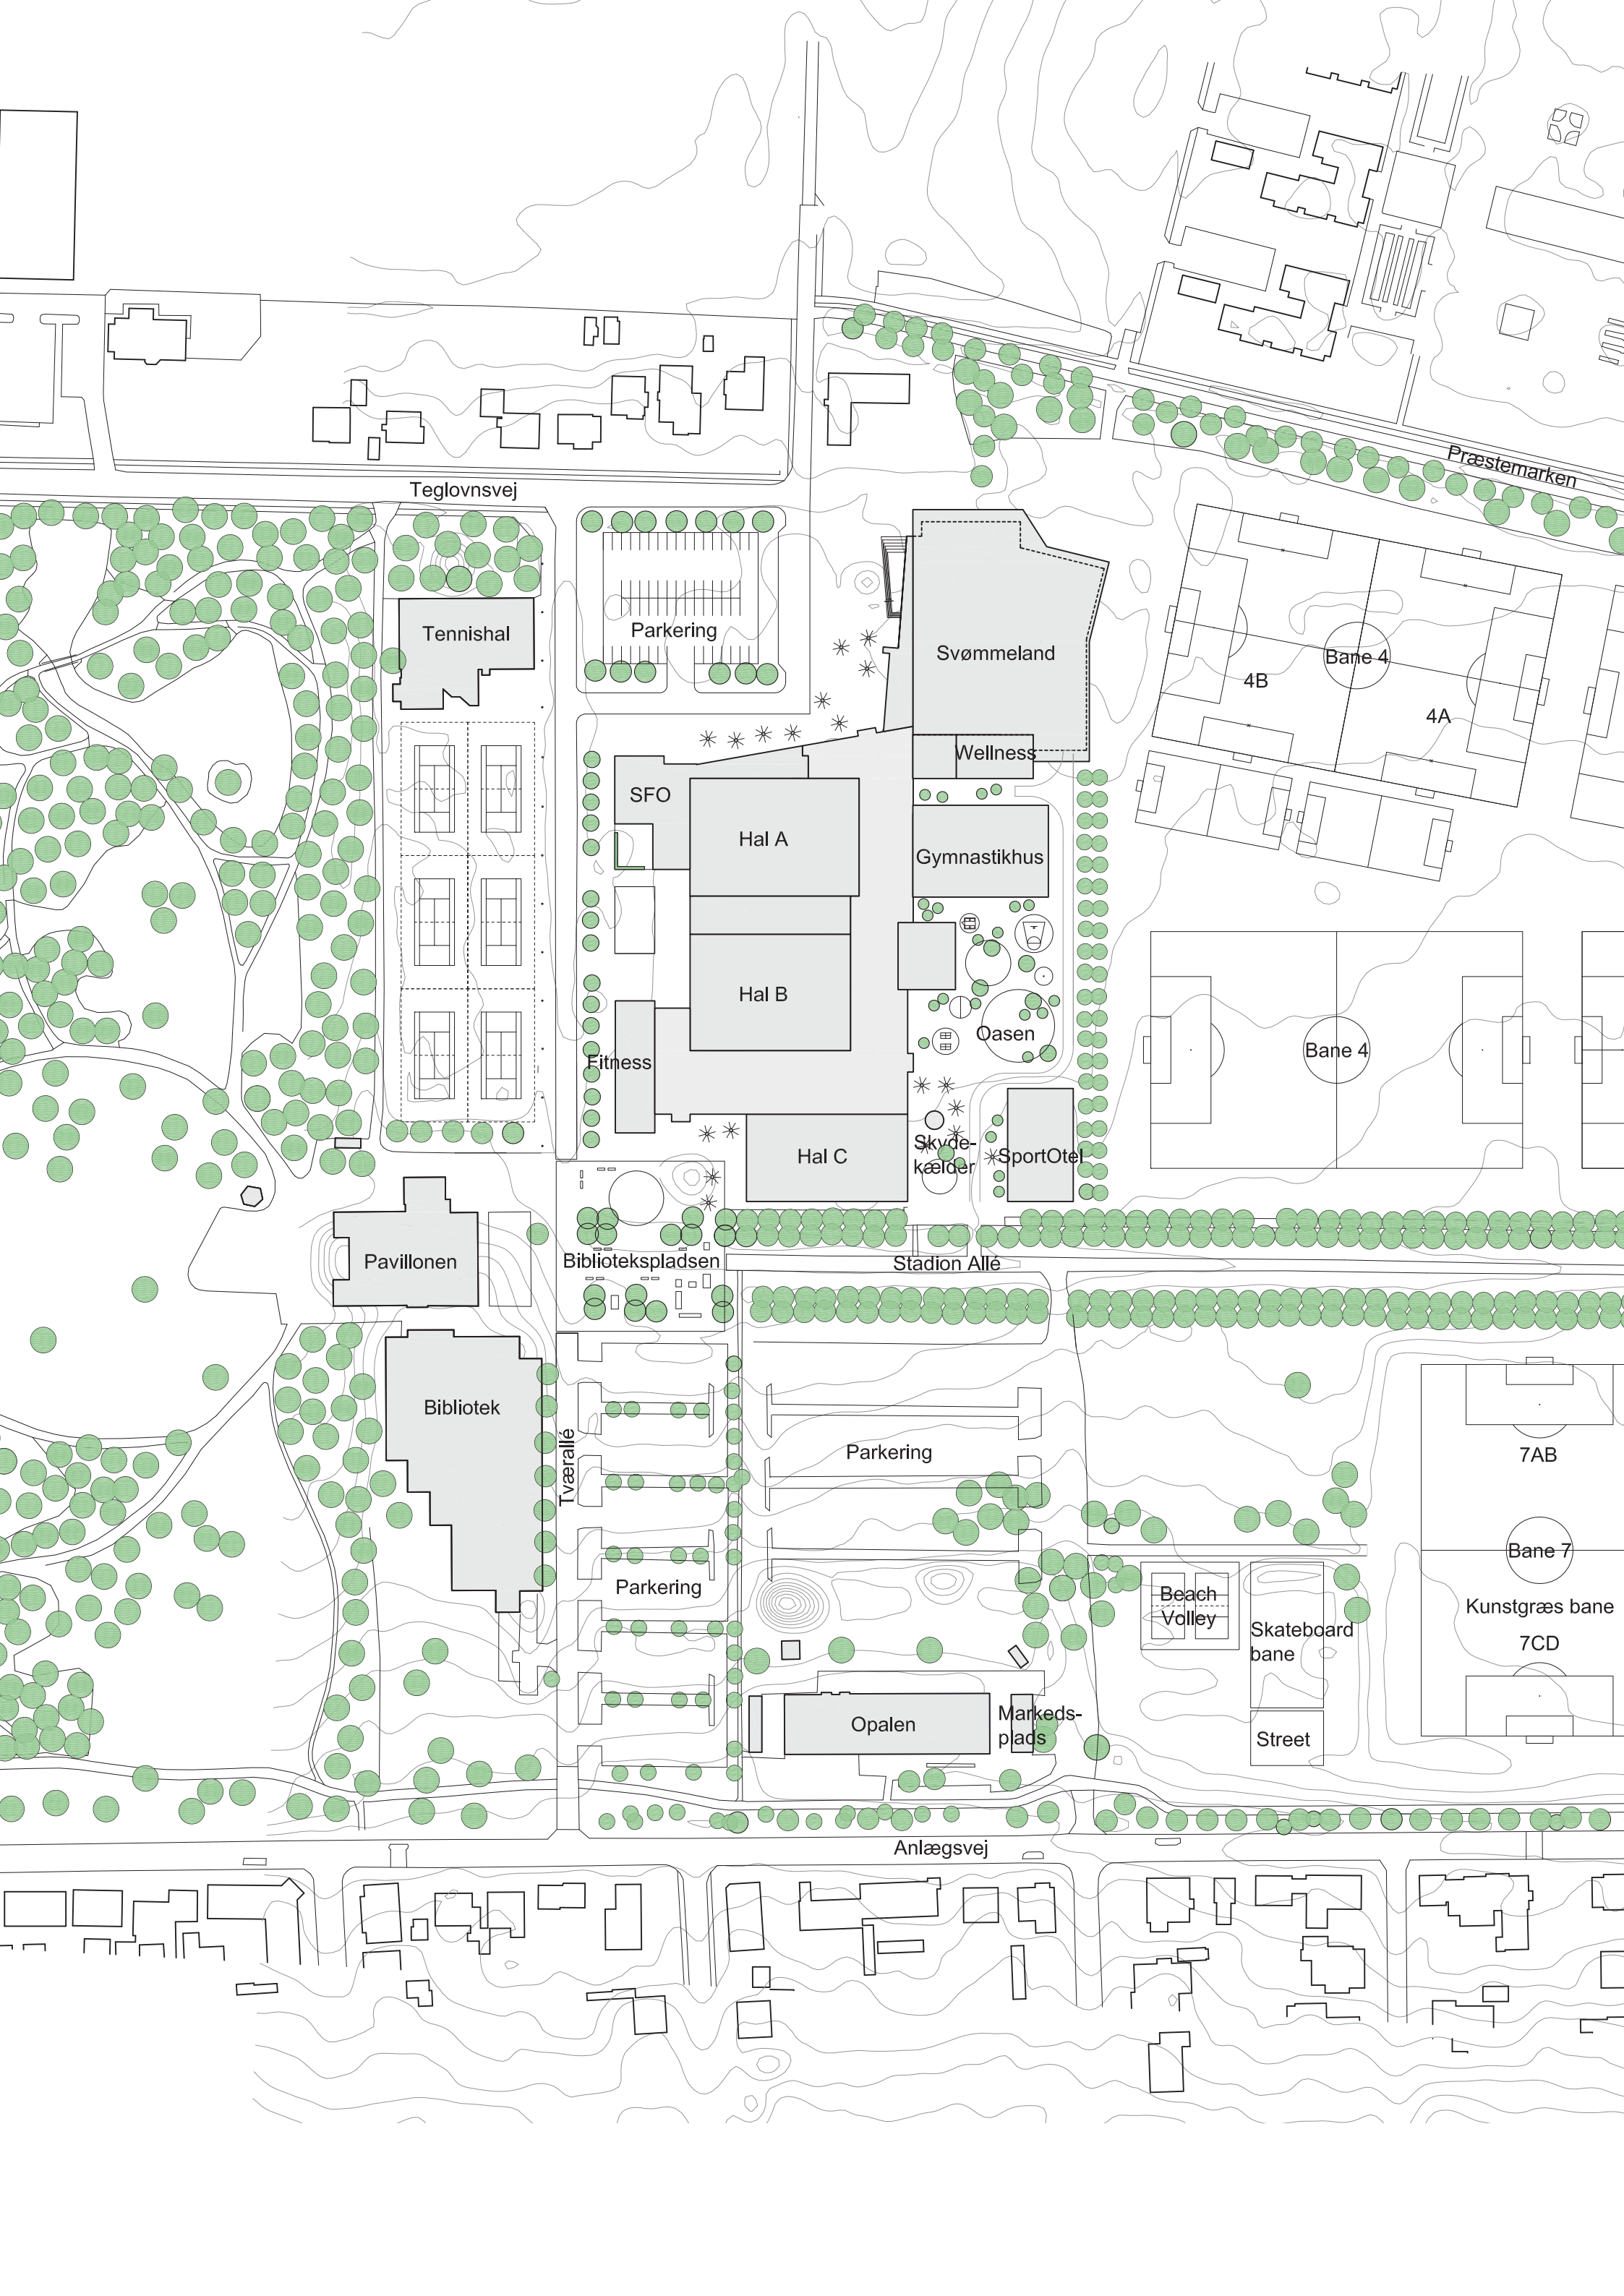 Præstemarken
Teglovnsvej
Tennishal
Parkering
Svømmeland
Bane 4
4B
4A
Wellness
SFO
Hal A
Gymnastikhus
Hal B
Oasen
Bane 4
Fitness
Hal C
Skyde-
kælder
SportOtel
Pavillonen
Bibliotekspladsen
Stadion Allé
Bibliotek
Tværallé
Parkering
7AB
Bane 7
Parkering
Beach
Volley
Skateboard
bane
Kunstgræs bane
7CD
Opalen
Markeds-
plads
Street
Anlægsvej